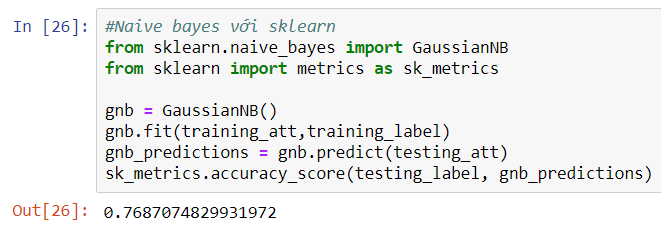 In [26]: #Naive bayes với sklearn
from sklearn.naive_bayes import GaussianNB
from sklearn import metrics as sk_metrics
gnb = GaussianNB()
gnb.fit(training_att,training_label)
gnb_predictions = gnb.predict(testing_att)
sk_metrics.accuracy_score(testing_label, gnb_predictions)
Out[26]: 0.7687074829931972